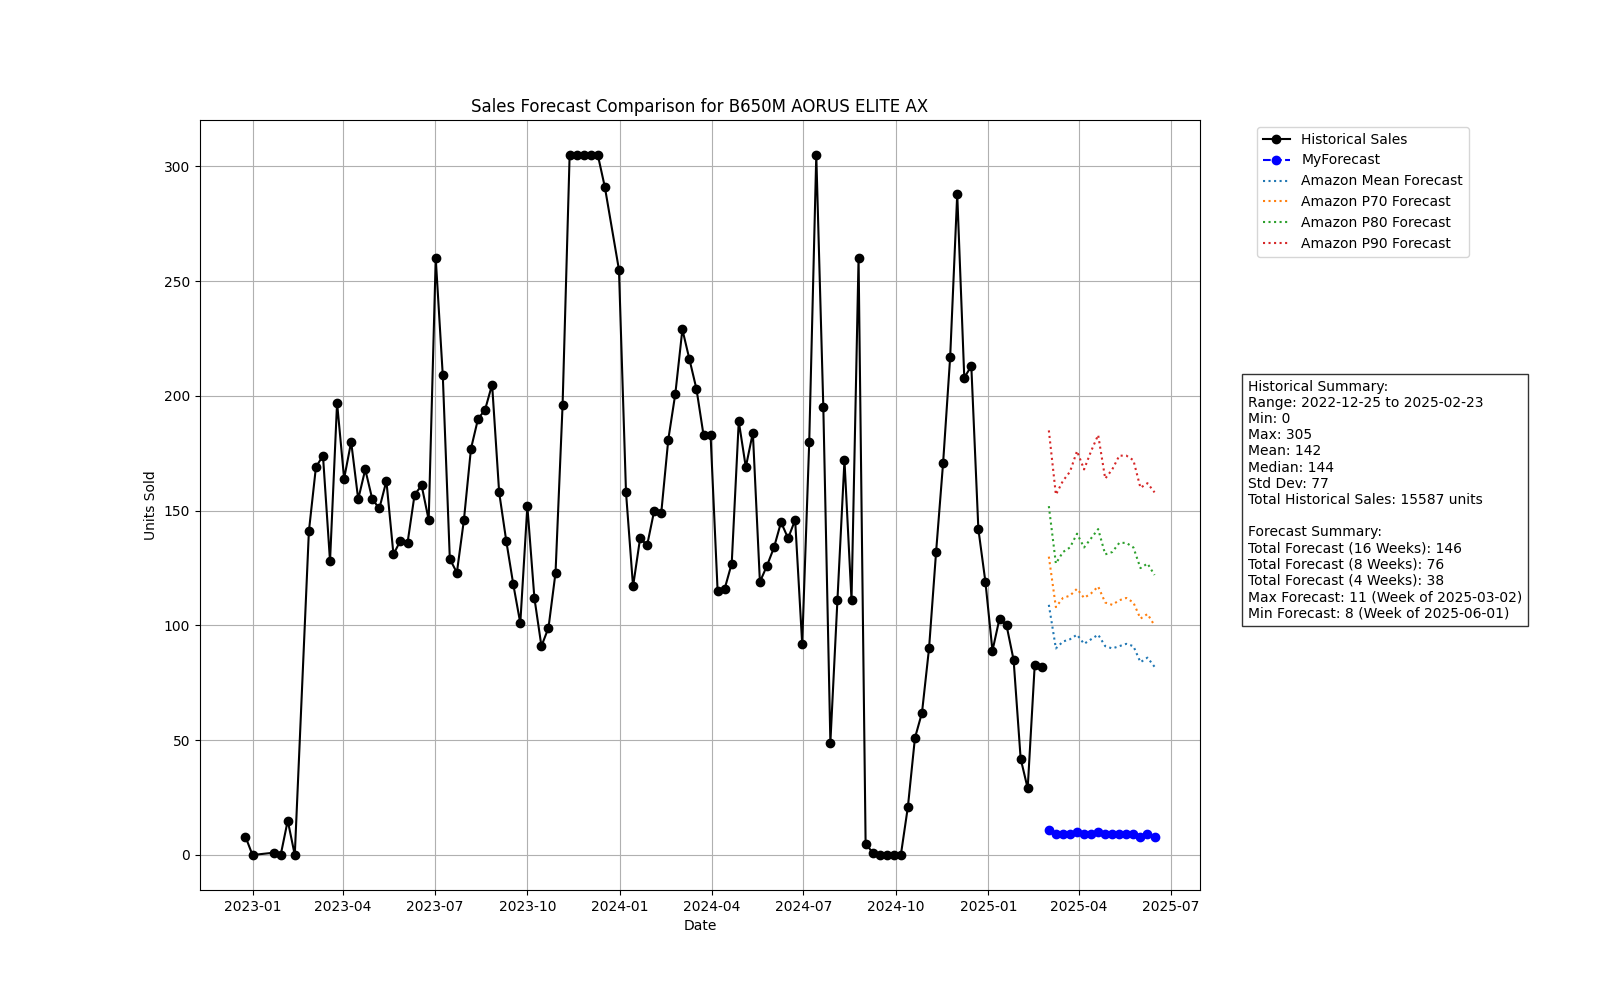 Sales Forecast Comparison for B650M AORUS ELITE AX
Units Sold
300
250
200
150
100
50
0
2023-01
2023-04
2023-07
2023-10
2024-01
2024-04
2024-07
2024-10
2025-01
2025-04
2025-07
Date
Historical Sales
MyForecast
Amazon Mean Forecast
Amazon P70 Forecast
Amazon P80 Forecast
Amazon P90 Forecast
Historical Summary:
Range: 2022-12-25 to 2025-02-23
Min: 0
Max: 305
Mean: 142
Median: 144
Std Dev: 77
Total Historical Sales: 15587 units
Forecast Summary:
Total Forecast (16 Weeks): 146
Total Forecast (8 Weeks): 76
Total Forecast (4 Weeks): 38
Max Forecast: 11 (Week of 2025-03-02)
Min Forecast: 8 (Week of 2025-06-01)